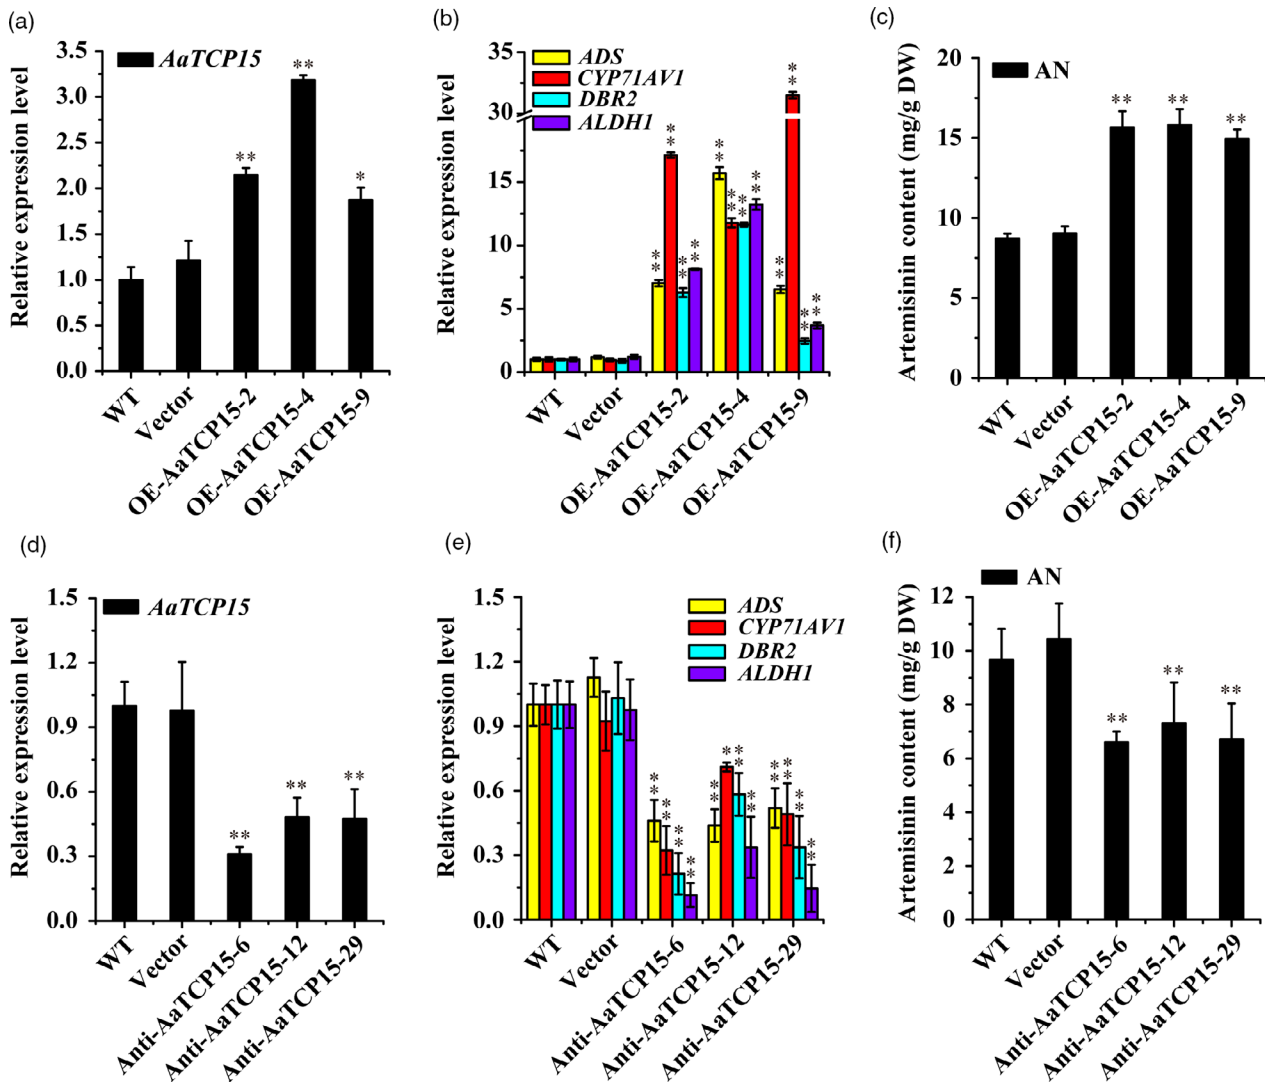 (a)
AaTCP15
Relative expression level
3.5
3.0
2.5
2.0
1.5
1.0
0.5
0.0
**
**
*
WT
Vector
OE-AaTCP15-2
OE-AaTCP15-4
OE-AaTCP15-9
(b)
ADS
CYP71AV1
DBR2
ALDH1
Relative expression level
35
30
15
10
5
0
**
**
**
**
**
**
**
**
**
**
**
**
WT
Vector
OE-AaTCP15-2
OE-AaTCP15-4
OE-AaTCP15-9
(c)
AN
Artemisinin content (mg/g DW)
20
15
10
5
0
**
**
**
WT
Vector
OE-AaTCP15-2
OE-AaTCP15-4
OE-AaTCP15-9
(d)
AaTCP15
Relative expression level
1.5
1.2
0.9
0.6
0.3
0.0
**
**
**
WT
Vector
Anti-AaTCP15-6
Anti-AaTCP15-12
Anti-AaTCP15-29
(e)
ADS
CYP71AV1
DBR2
ALDH1
Relative expression level
1.5
1.2
0.9
0.6
0.3
0.0
**
**
**
**
**
**
**
**
**
**
**
WT
Vector
Anti-AaTCP15-6
Anti-AaTCP15-12
Anti-AaTCP15-29
(f)
AN
Artemisinin content (mg/g DW)
12
10
8
6
4
2
0
**
**
**
WT
Vector
Anti-AaTCP15-6
Anti-AaTCP15-12
Anti-AaTCP15-29